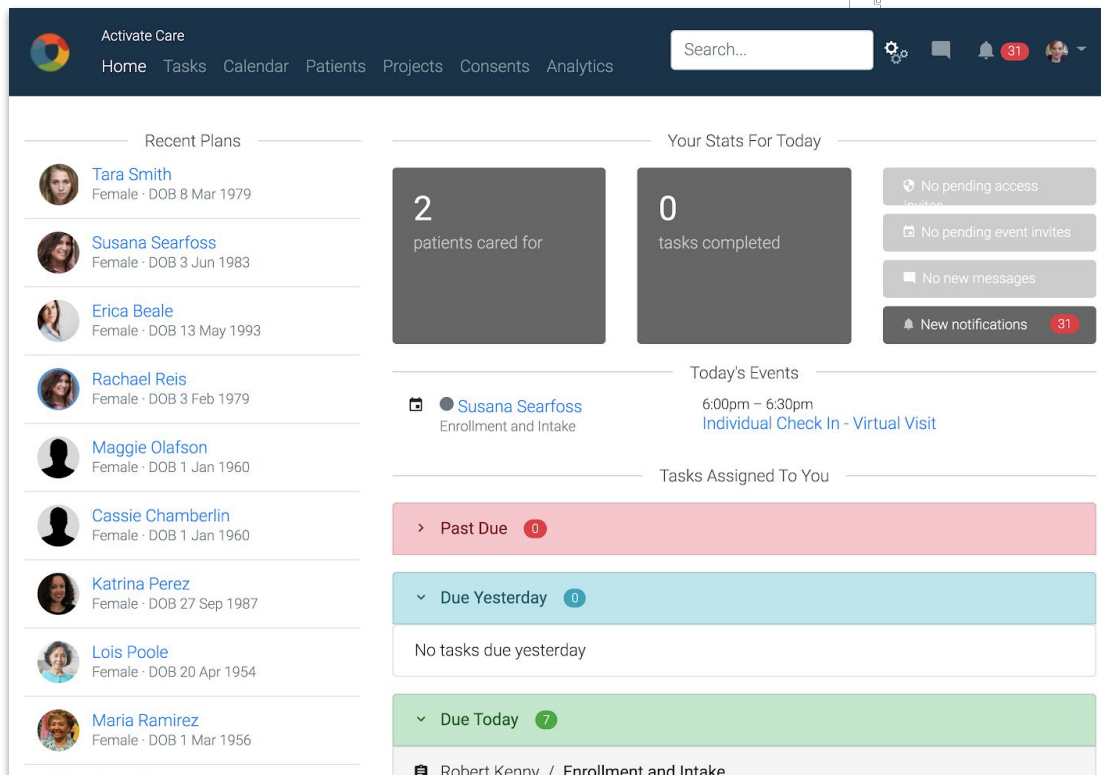 Activate Care
Home Tasks Calendar Patients Projects Consents Analytics
Search...
31
Recent Plans
Tara Smith
Female · DOB 8 Mar 1979
Susana Searfoss
Female · DOB 3 Jun 1983
Erica Beale
Female · DOB 13 May 1993
Rachael Reis
Female · DOB 3 Feb 1979
Maggie Olafson
Female · DOB 1 Jan 1960
Cassie Chamberlin
Female · DOB 1 Jan 1960
Katrina Perez
Female · DOB 27 Sep 1987
Lois Poole
Female · DOB 20 Apr 1954
Maria Ramirez
Female · DOB 1 Mar 1956
Your Stats For Today
2
patients cared for
0
tasks completed
No pending access
invites
No pending event invites
No new messages
New notifications 31
Today's Events
Susana Searfoss
Enrollment and Intake
6:00pm – 6:30pm
Individual Check In - Virtual Visit
Tasks Assigned To You
Past Due 0
Due Yesterday 0
No tasks due yesterday
Due Today 7
Robert Kenny / Enrollment and Intake